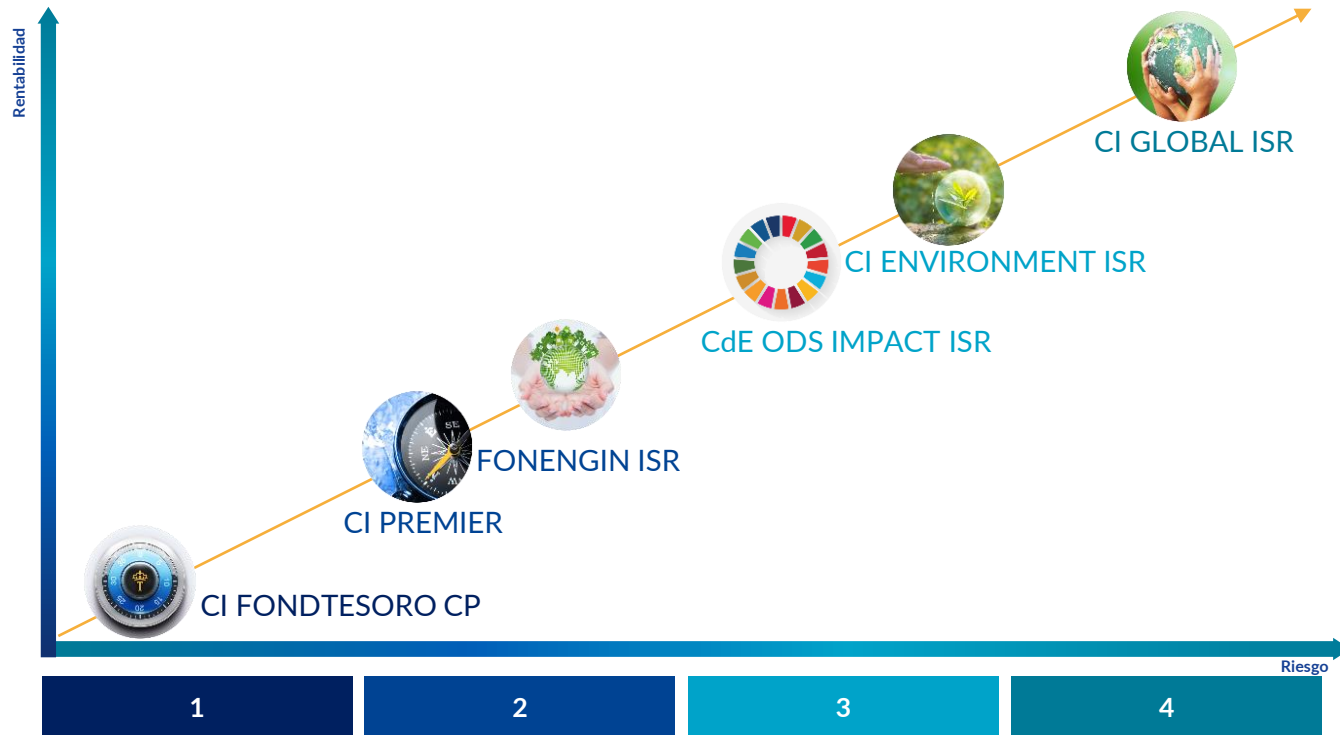 Rentabilidad
CI GLOBAL ISR
CI ENVIRONMENT ISR
CdE ODS IMPACT ISR
FONENGIN ISR
CI PREMIER
CI FONDTESORO CP
Riesgo
1
2
3
4